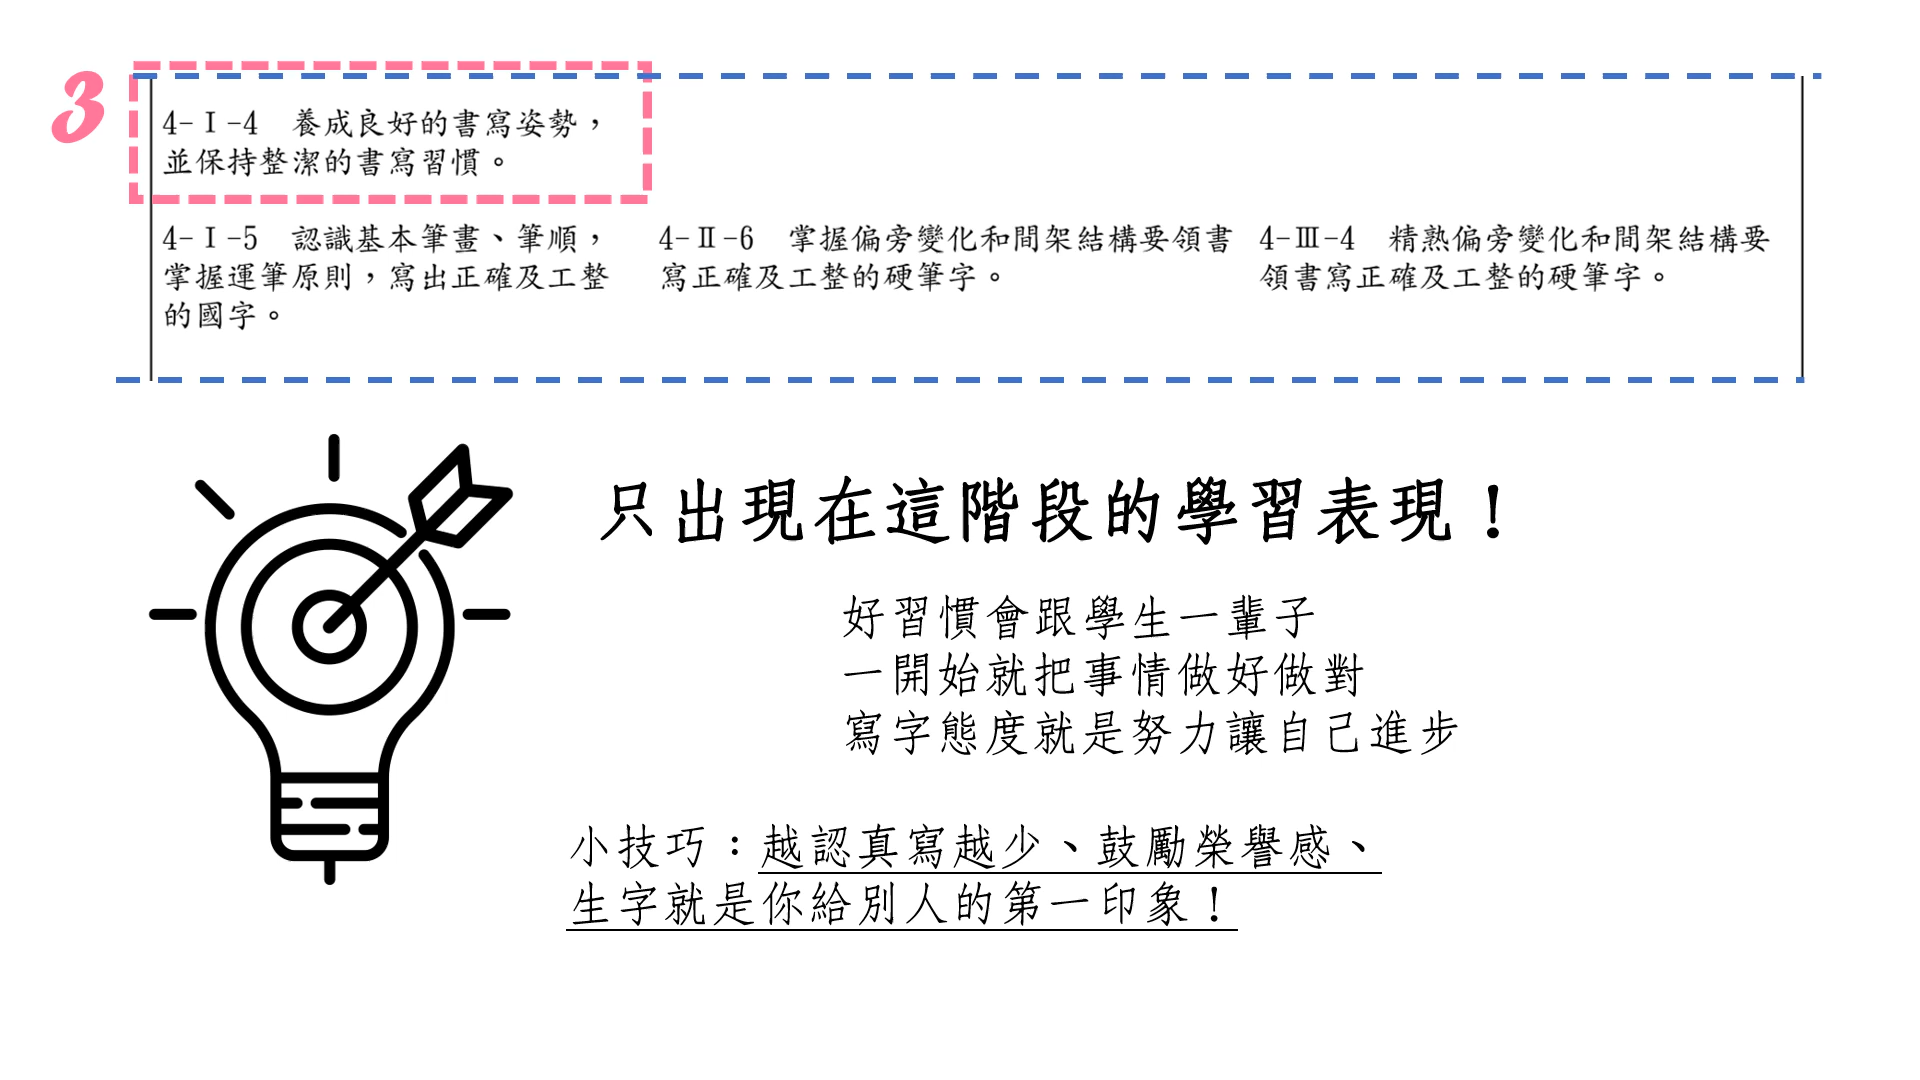 3
4-Ⅰ-4　養成良好的書寫姿勢，
並保持整潔的書寫習慣。
4-Ⅰ-5　認識基本筆畫、筆順，
掌握運筆原則，寫出正確及工整
的國字。
4-Ⅱ-6　掌握偏旁變化和間架結構要領書
寫正確及工整的硬筆字。
4-Ⅲ-4　精熟偏旁變化和間架結構要
領書寫正確及工整的硬筆字。
只出現在這階段的學習表現！
好習慣會跟學生一輩子
一開始就把事情做好做對
寫字態度就是努力讓自己進步
小技巧：越認真寫越少、鼓勵榮譽感、
生字就是你給別人的第一印象！